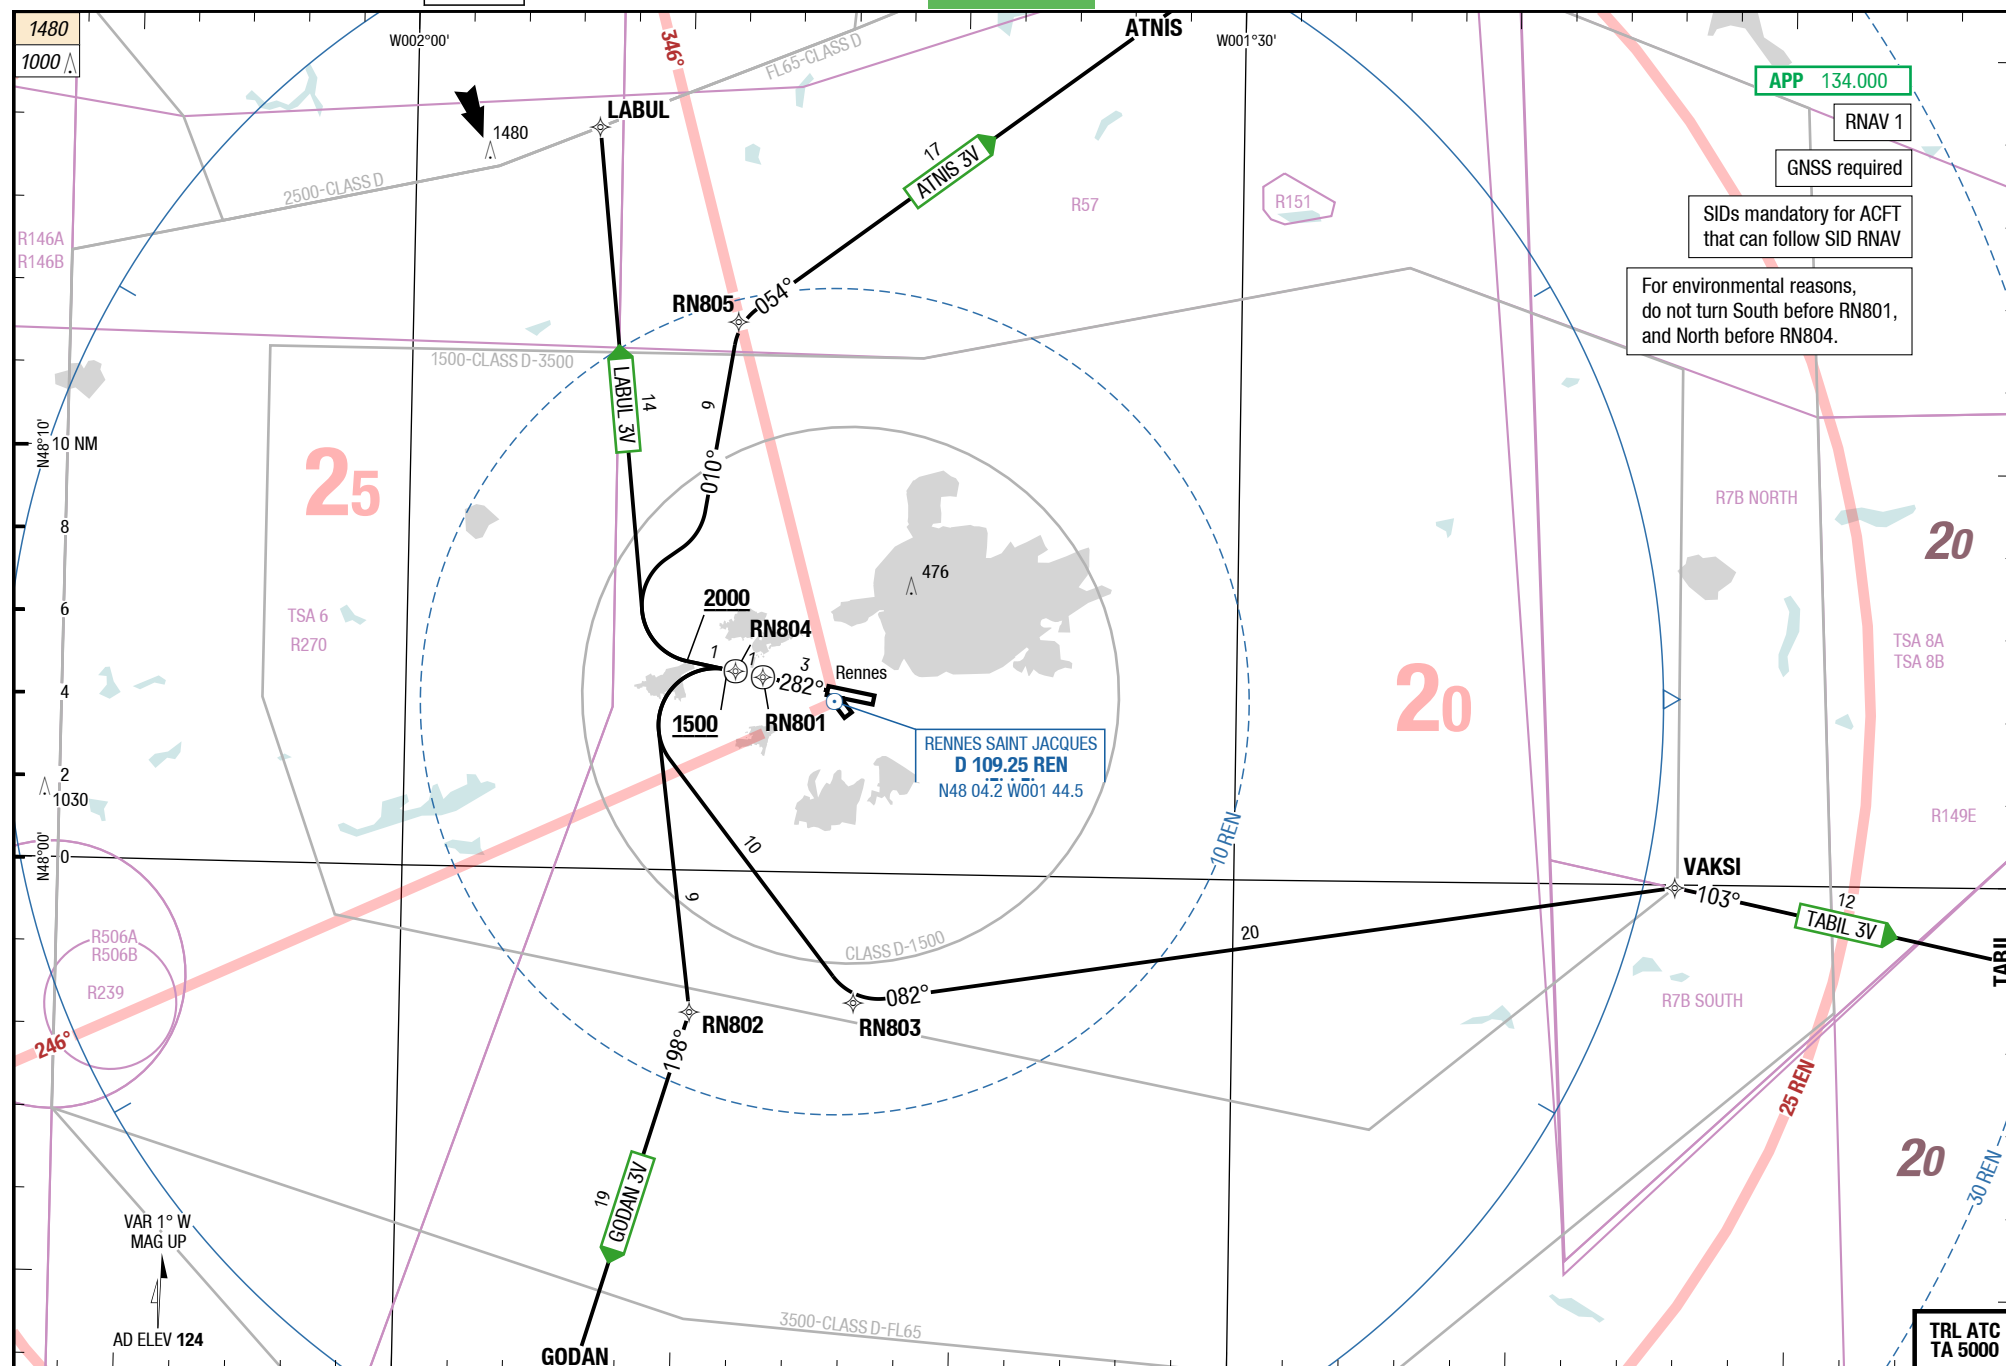 1480
1000
ATNIS
W002°00'
346°
FL65-CLASS D
W001°30'
APP 134.000
RNAV 1
GNSS required
SIDs mandatory for ACFT
that can follow SID RNAV
For environmental reasons,
do not turn South before RN801,
and North before RN804.
LABUL
1480
17
ATNIS 3V
2500-CLASS D
R57
R151
R146A
R146B
RN805
054°
1500-CLASS D-3500
LABUL 3V
14
6
010°
N48°10'
10 NM
25
8
R7B NORTH
20
476
6
TSA 6
R270
2000
RN804
TSA 8A
TSA 8B
1
1
3
282°
Rennes
20
4
1500
RN801
RENNES SAINT JACQUES
D 109.25 REN
N48 04.2 W001 44.5
2
1030
R149E
10 REN
10
N48°00'
0
VAKSI
103°
12
TABIL 3V
9
20
CLASS D-1500
R506A
R506B
R239
TABIL
R7B SOUTH
082°
RN802
RN803
246°
198°
25 REN
20
30 REN
19
GODAN 3V
VAR 1° W
MAG UP
AD ELEV 124
3500-CLASS D-FL65
GODAN
TRL ATC
TA 5000